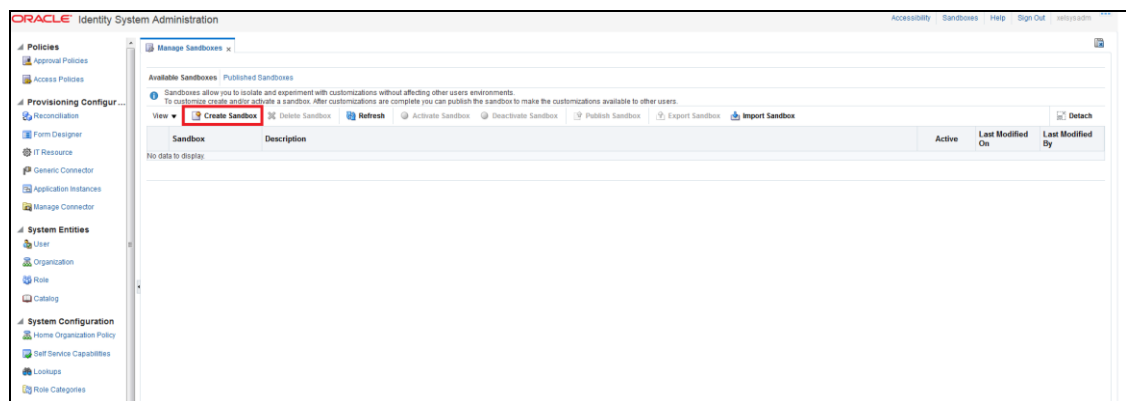 ORACLE Identity System Administration
Accessibility Sandboxes Help Sign Out xelsysadm
Policies
Approval Policies
Access Policies
Provisioning Configur...
Reconciliation
Form Designer
IT Resource
Generic Connector
Application Instances
Manage Connector
System Entities
User
Organization
Role
Catalog
System Configuration
Home Organization Policy
Self Service Capabilities
Lookups
Role Categories
Manage Sandboxes x
Available Sandboxes Published Sandboxes
Sandboxes allow you to isolate and experiment with customizations without affecting other users environments.
To customize create and/or activate a sandbox. After customizations are complete you can publish the sandbox to make the customizations available to other users.
View Create Sandbox Delete Sandbox Refresh Activate Sandbox Deactivate Sandbox Publish Sandbox Export Sandbox Import Sandbox Detach
Sandbox Description Active Last Modified On Last Modified By
No data to display.